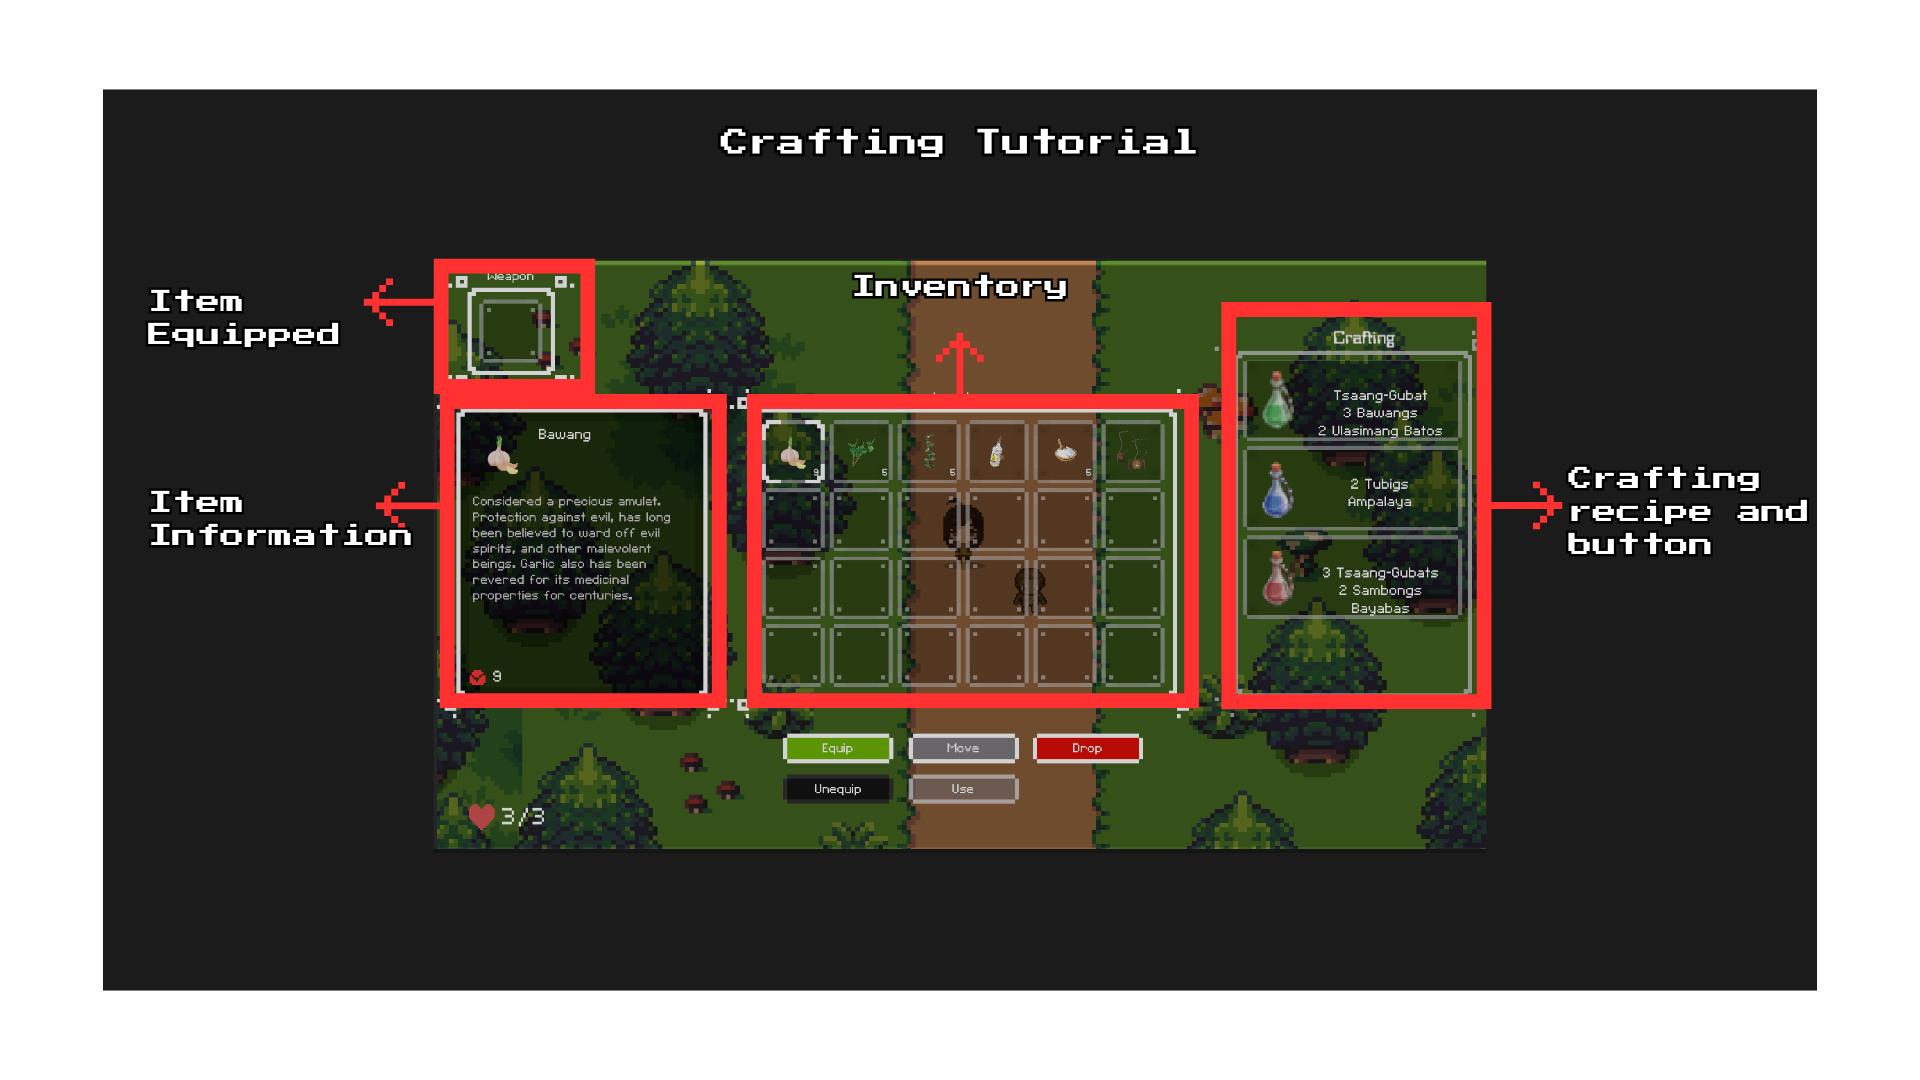 Crafting Tutorial
Item
Equipped
Weapon
Inventory
Item
Information
Bawang
Considered a precious amulet.
Protection against evil, has long
been believed to ward off evil
spirits, and other malevolent
beings. Garlic also has been
revered for its medicinal
properties for centuries.
9
9
5
5
5
Crafting
Tsaang-Gubat
3 Bawangs
2 Ulasimang Batos
2 Tubigs
Ampalaya
3 Tsaang-Gubats
2 Sambongs
Bayabas
Crafting
recipe and
button
Equip
Move
Drop
Unequip
Use
3/3